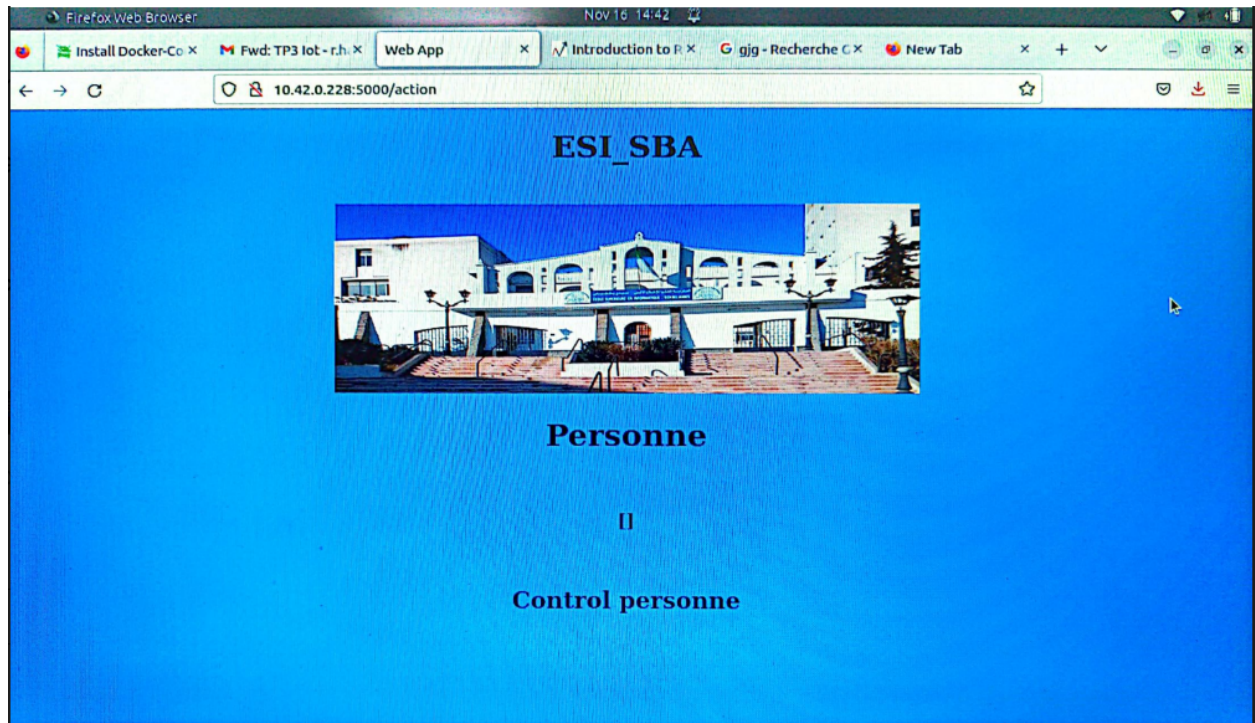 Firefox Web Browser
Nov 16 14:42
Install Docker-Co
Fwd: TP3 Iot - r.h
Web App
Introduction to R
gjg - Recherche G
New Tab
10.42.0.228:5000/action
ESI_SBA
Personne
[]
Control personne